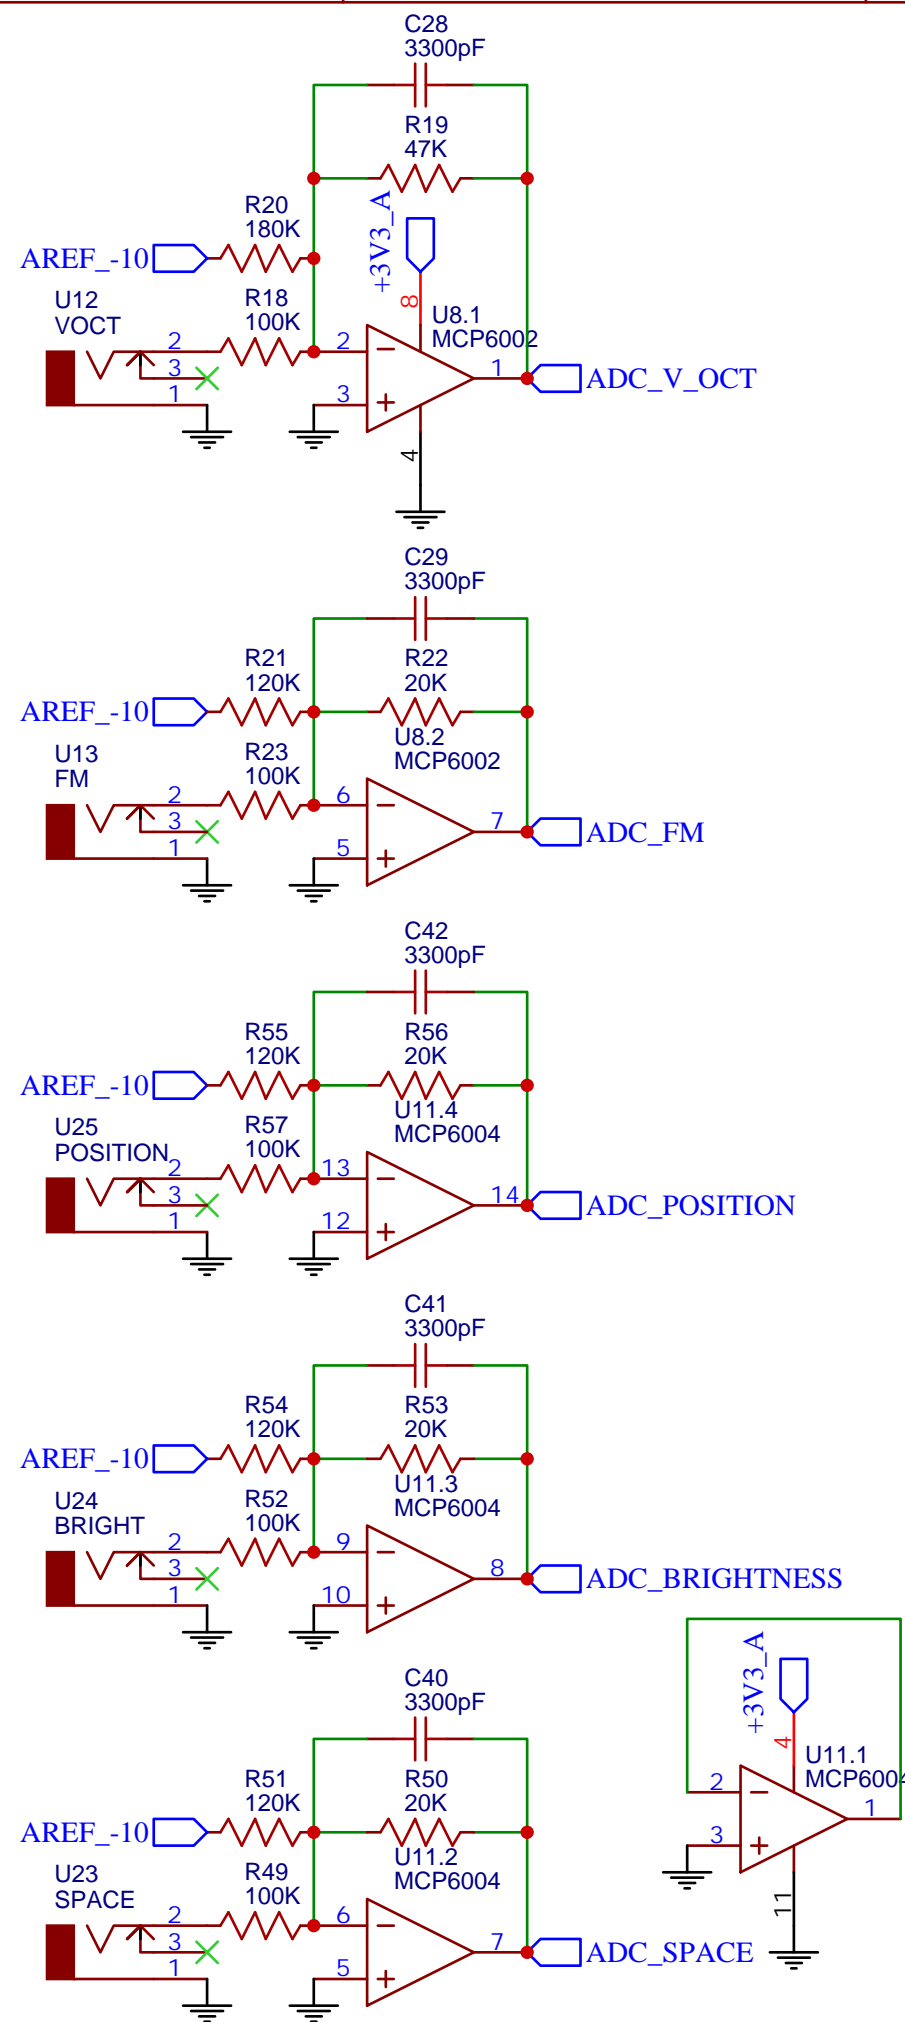 C28
3300pF
R19
47K
R20
180K
+3V3_A
AREF_-10
8
U12
VOCT
R18
100K
U8.1
MCP6002
2
2
−
1
ADC_V_OCT
3
1
3
+
4
C29
3300pF
R21
120K
R22
20K
AREF_-10
U8.2
MCP6002
U13
FM
R23
100K
2
6
−
3
7
ADC_FM
1
5
+
C42
3300pF
R55
120K
R56
20K
AREF_-10
U11.4
MCP6004
U25
POSITION
R57
100K
2
13
−
3
14
ADC_POSITION
1
12
+
C41
3300pF
R54
120K
R53
20K
AREF_-10
U11.3
MCP6004
U24
BRIGHT
R52
100K
2
9
−
3
8
ADC_BRIGHTNESS
1
10
+
C40
3300pF
+3V3_A
4
U11.1
MCP6004
R51
120K
R50
20K
2
−
1
AREF_-10
3
+
U11.2
MCP6004
U23
SPACE
R49
100K
11
2
6
−
3
7
ADC_SPACE
1
5
+